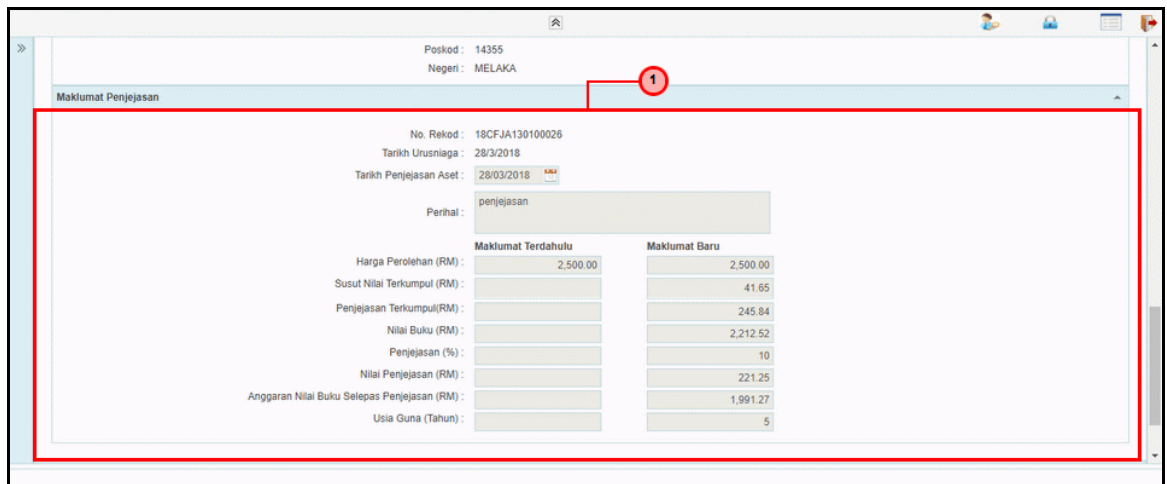 Poskod : 14355
Negeri : MELAKA
1
Maklumat Penjejasan
No. Rekod : 18CFJA130100026
Tarikh Urusniaga : 28/3/2018
Tarikh Penjejasan Aset : 28/03/2018
Perihal : penjejasan
Maklumat Terdahulu Maklumat Baru
Harga Perolehan (RM) : 2,500.00 2,500.00
Susut Nilai Terkumpul (RM) : 41.65
Penjejasan Terkumpul(RM) : 245.84
Nilai Buku (RM) : 2,212.52
Penjejasan (%) : 10
Nilai Penjejasan (RM) : 221.25
Anggaran Nilai Buku Selepas Penjejasan (RM) : 1,991.27
Usia Guna (Tahun) : 5